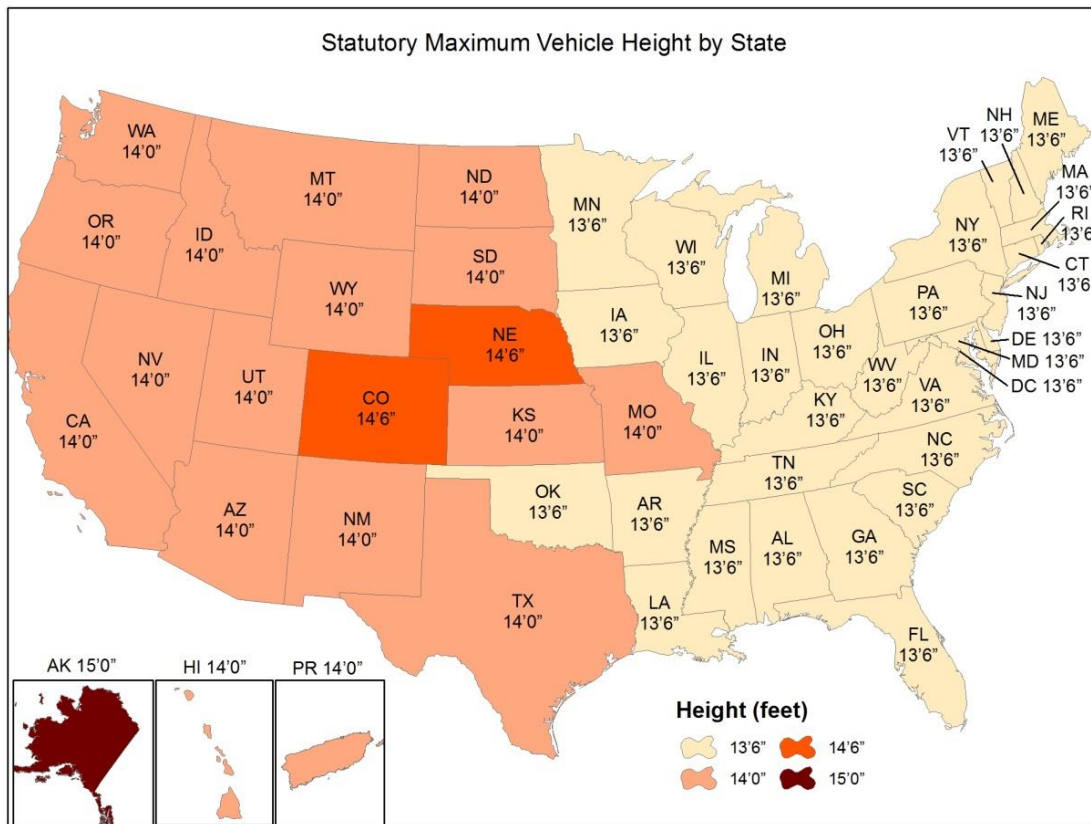 Statutory Maximum Vehicle Height by State
WA
14’0”
MT
14’0”
ND
14’0”
MN
13’6”
VT
13’6”
NH
13’6”
ME
13’6”
MA
13’6”
RI
13’6”
OR
14’0”
ID
14’0”
WY
14’0”
SD
14’0”
WI
13’6”
MI
13’6”
NY
13’6”
CT
13’6”
NV
14’0”
UT
14’0”
NE
14’6”
IA
13’6”
IL
13’6”
IN
13’6”
OH
13’6”
PA
13’6”
NJ
13’6”
DE 13’6”
MD 13’6”
DC 13’6”
CA
14’0”
CO
14’6”
KS
14’0”
MO
14’0”
KY
13’6”
WV
13’6”
VA
13’6”
AZ
14’0”
NM
14’0”
OK
13’6”
AR
13’6”
TN
13’6”
NC
13’6”
SC
13’6”
TX
14’0”
LA
13’6”
MS
13’6”
AL
13’6”
GA
13’6”
FL
13’6”
AK 15’0”
HI 14’0”
PR 14’0”
Height (feet)
13’6”
14’6”
14’0”
15’0”